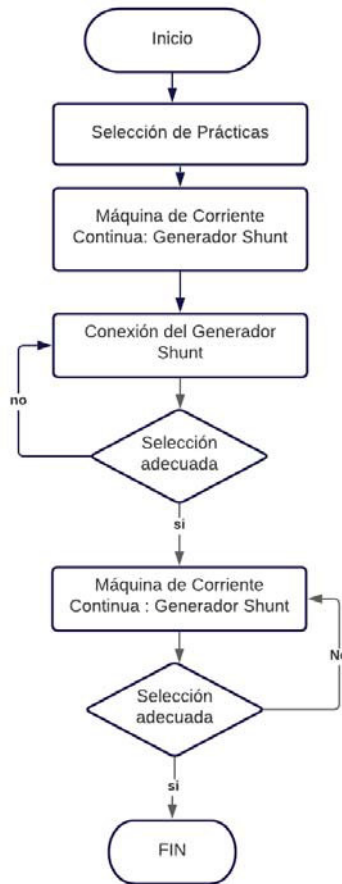 Inicio
Selección de Prácticas
Máquina de Corriente
Continua: Generador Shunt
Conexión del Generador
Shunt
no
Selección
adecuada
si
Máquina de Corriente
Continua : Generador Shunt
No
Selección
adecuada
si
FIN